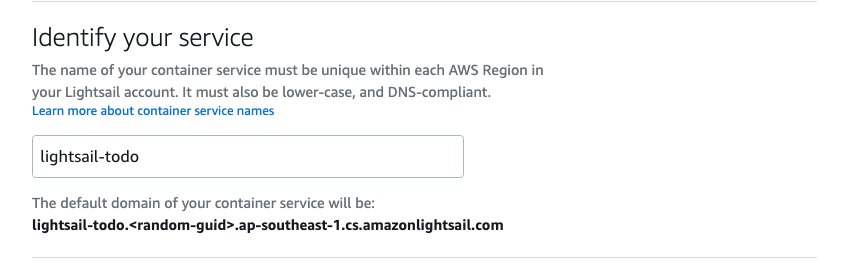 Identify your service
The name of your container service must be unique within each AWS Region in
your Lightsail account. It must also be lower-case, and DNS-compliant.
Learn more about container service names
lightsail-todo
The default domain of your container service will be:
lightsail-todo.<random-guid>.ap-southeast-1.cs.amazonlightsail.com